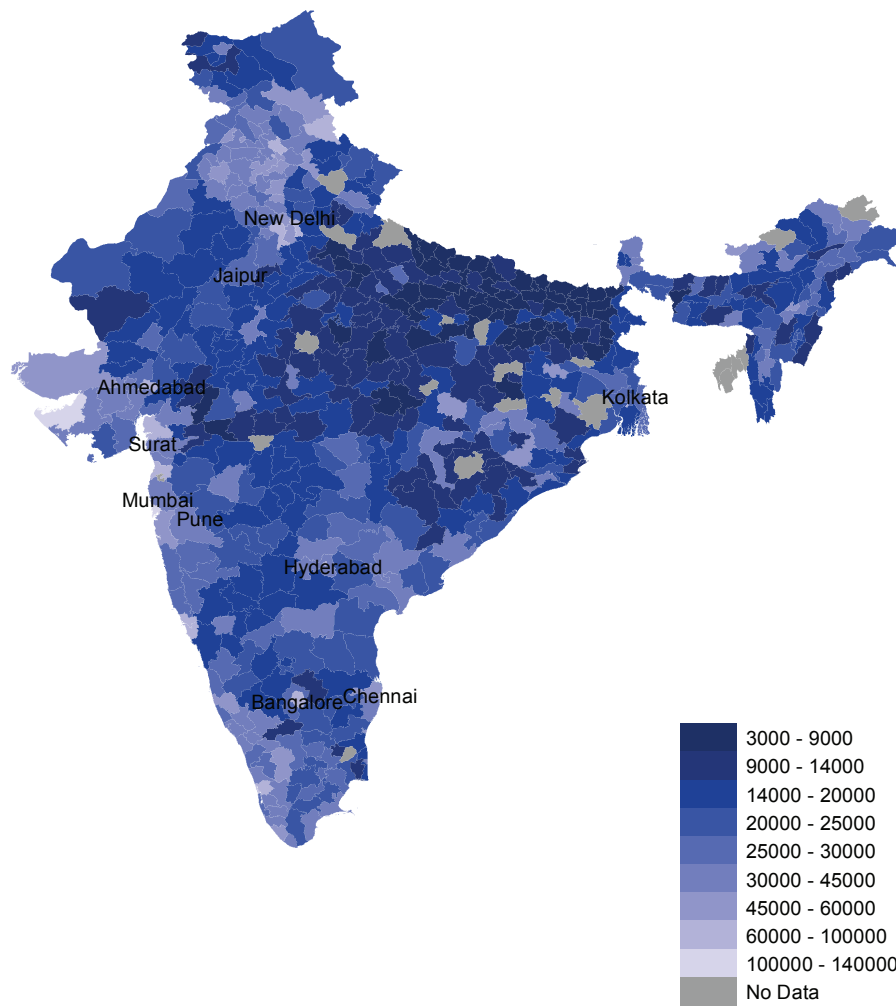 New Delhi
Jaipur
Ahmedabad
Kolkata
Surat
Mumbai
Pune
Hyderabad
Bangalore
Chennai
3000 - 9000
9000 - 14000
14000 - 20000
20000 - 25000
25000 - 30000
30000 - 45000
45000 - 60000
60000 - 100000
100000 - 140000
No Data